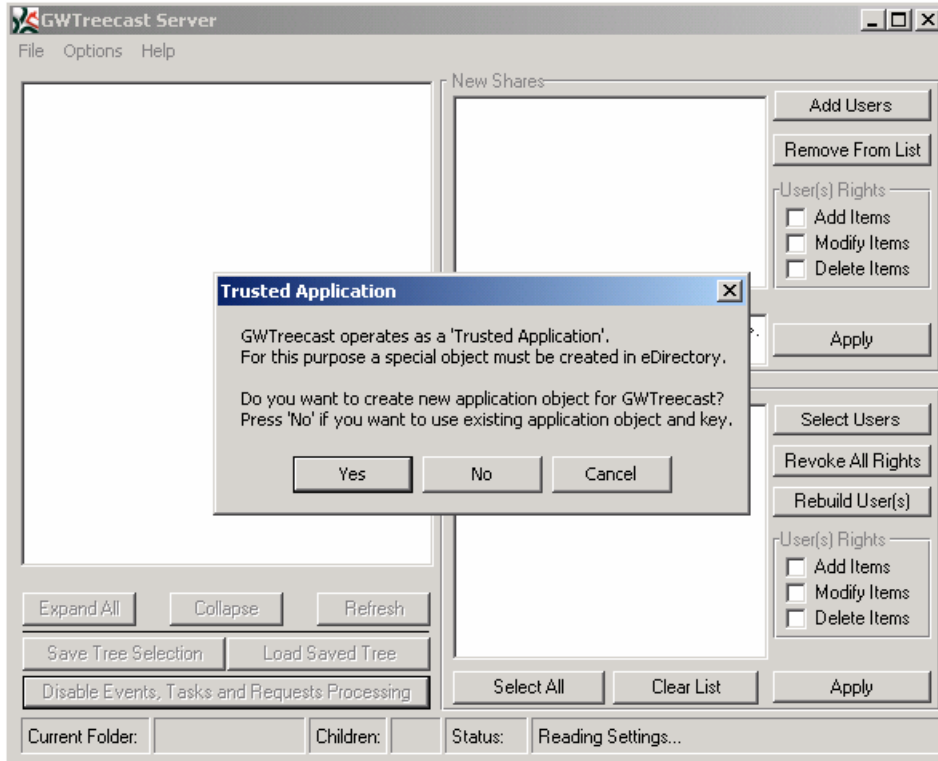 GWTreecast Server
File Options Help
New Shares
Add Users
Remove From List
User(s) Rights
Add Items
Modify Items
Delete Items
Apply
Trusted Application
GWTreecast operates as a 'Trusted Application'.
For this purpose a special object must be created in eDirectory.
Do you want to create new application object for GWTreecast?
Press 'No' if you want to use existing application object and key.
Yes No Cancel
Select Users
Revoke All Rights
Rebuild User(s)
User(s) Rights
Add Items
Modify Items
Delete Items
Expand All Collapse Refresh
Save Tree Selection Load Saved Tree
Disable Events, Tasks and Requests Processing
Select All Clear List Apply
Current Folder: Children: Status: Reading Settings...